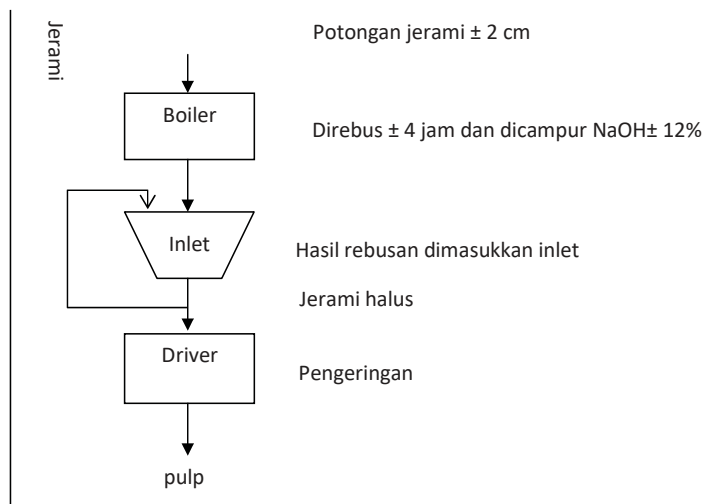 Jerami
Potongan jerami ± 2 cm
Boiler
Direbus ± 4 jam dan dicampur NaOH± 12%
Inlet
Hasil rebusan dimasukkan inlet
Jerami halus
Driver
Pengeringan
pulp